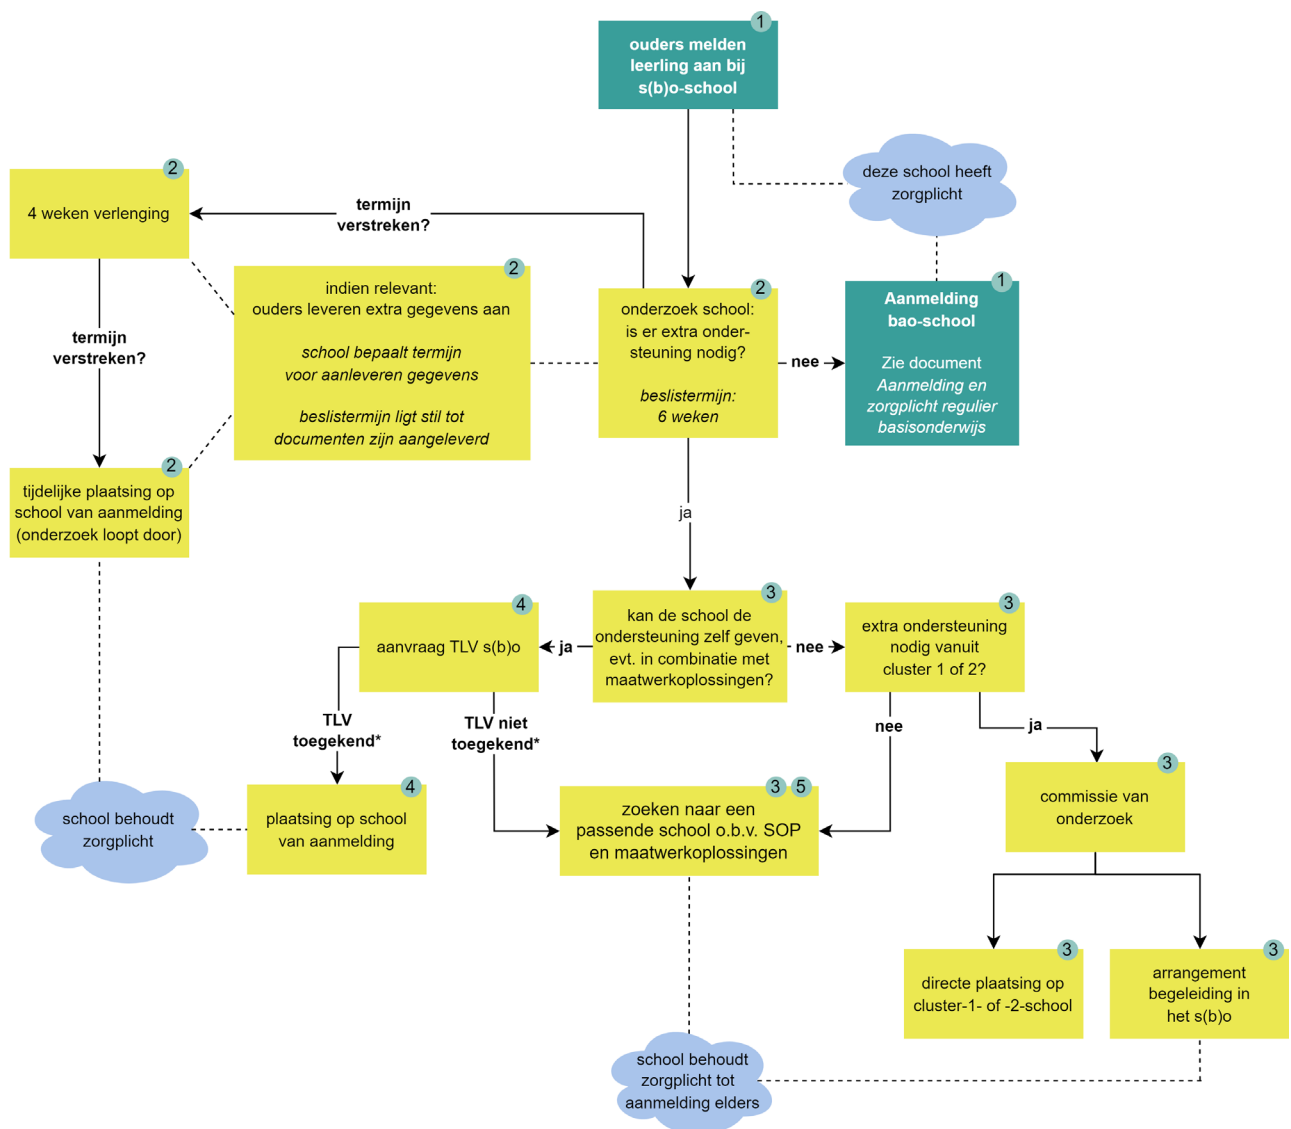 1
ouders melden
leerling aan bij
s(b)o-school
deze school heeft
zorgplicht
2
4 weken verlenging
termijn
verstreken?
2
indien relevant:
ouders leveren extra gegevens aan
school bepaalt termijn
voor aanleveren gegevens
beslistermijn ligt stil tot
documenten zijn aangeleverd
2
onderzoek school:
is er extra onder-
steuning nodig?
beslistermijn:
6 weken
nee
1
Aanmelding
bao-school
Zie document
Aanmelding en
zorgplicht regulier
basisonderwijs
termijn
verstreken?
2
tijdelijke plaatsing op
school van aanmelding
(onderzoek loopt door)
ja
4
aanvraag TLV s(b)o
ja
3
kan de school de
ondersteuning zelf geven,
evt. in combinatie met
maatwerkoplossingen?
nee
3
extra ondersteuning
nodig vanuit
cluster 1 of 2?
TLV
toegekend*
TLV niet
toegekend*
nee
ja
school behoudt
zorgplicht
4
plaatsing op school
van aanmelding
3 5
zoeken naar een
passende school o.b.v. SOP
en maatwerkoplossingen
3
commissie van
onderzoek
3
directe plaatsing op
cluster-1- of -2-school
3
arrangement
begeleiding in
het s(b)o
school behoudt
zorgplicht tot
aanmelding elders